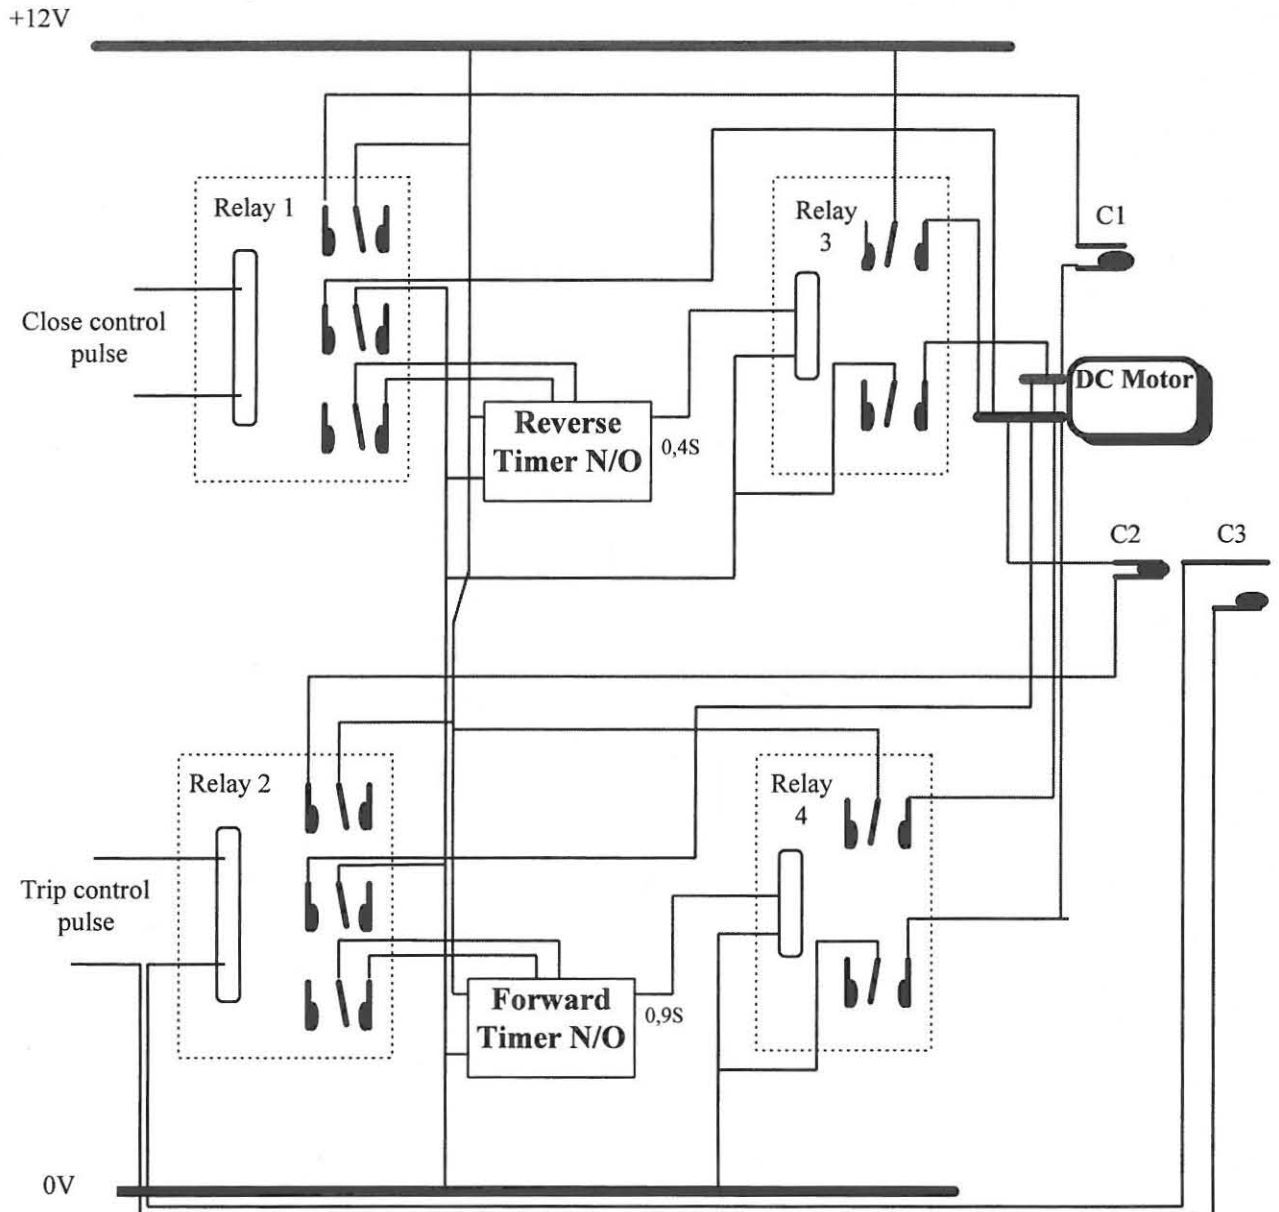 +12V
Relay 1
Relay
3
C1
Close control
pulse
DC Motor
Reverse
Timer N/O
0,4S
C2
C3
Relay 2
Relay
4
Trip control
pulse
Forward
Timer N/O
0,9S
0V